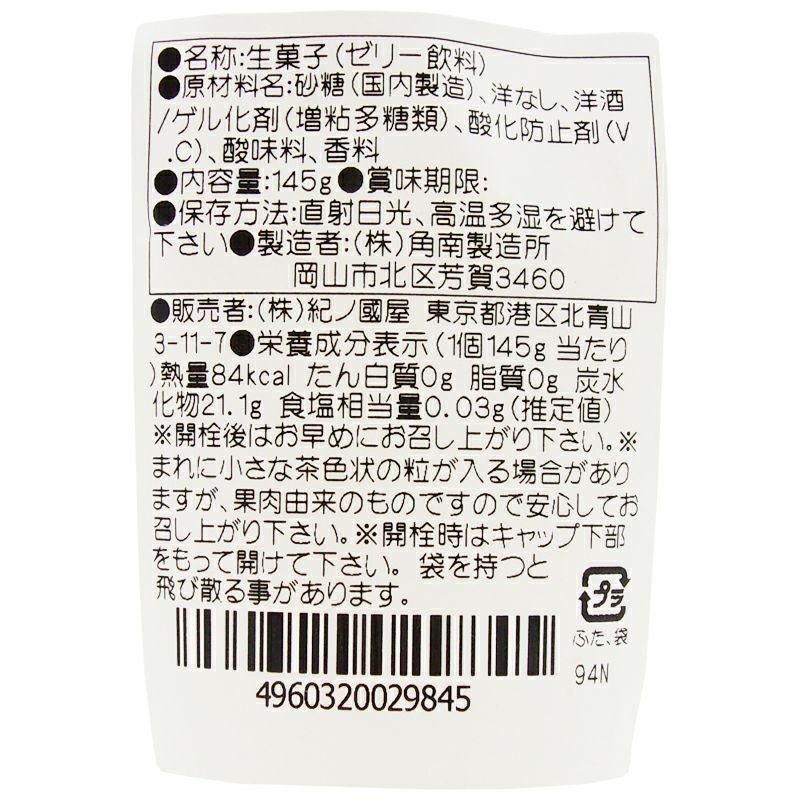 ●名称:生菓子(ゼリー飲料)
●原材料名:砂糖(国内製造)、洋なし、洋酒
/ゲル化剤(増粘多糖類)、酸化防止剤(V
.C)、酸味料、香料
●内容量:145g●賞味期限:
●保存方法:直射日光、高温多湿を避けて
下さい●製造者:(株)角南製造所
岡山市北区芳賀3460
●販売者:(株)紀ノ國屋 東京都港区北青山
3-11-7●栄養成分表示(1個145g当たり
)熱量84kcal たん白質0g 脂質0g 炭水
化物21.1g 食塩相当量0.03g(推定値)
※開栓後はお早めにお召し上がり下さい。※
まれに小さな茶色状の粒が入る場合があり
ますが、果肉由来のものですので安心してお
召し上がり下さい。※開栓時はキャップ下部
をもって開けて下さい。袋を持つと
飛び散る事があります。
プラ
ふた、袋
94N
4960320029845